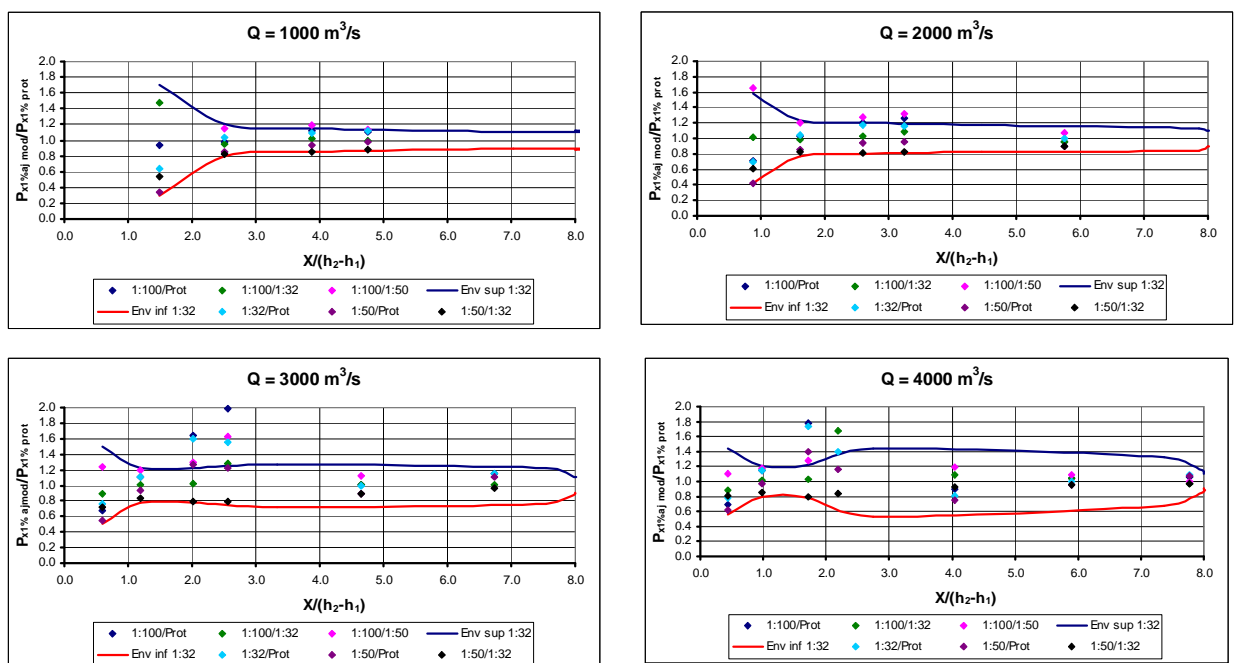 Q = 1000 m³/s
Pₓ₁%aj mod/Pₓ₁% prot
2.0
1.8
1.6
1.4
1.2
1.0
0.8
0.6
0.4
0.2
0.0
0.0 1.0 2.0 3.0 4.0 5.0 6.0 7.0 8.0
X/(h₂-h₁)
1:100/Prot 1:100/1:32 1:100/1:50 Env sup 1:32
Env inf 1:32 1:32/Prot 1:50/Prot 1:50/1:32
Q = 2000 m³/s
Pₓ₁%aj mod/Pₓ₁% prot
2.0
1.8
1.6
1.4
1.2
1.0
0.8
0.6
0.4
0.2
0.0
0.0 1.0 2.0 3.0 4.0 5.0 6.0 7.0 8.0
X/(h₂-h₁)
1:100/Prot 1:100/1:32 1:100/1:50 Env sup 1:32
Env inf 1:32 1:32/Prot 1:50/Prot 1:50/1:32
Q = 3000 m³/s
Pₓ₁% ajmod/Pₓ₁% prot
2.0
1.8
1.6
1.4
1.2
1.0
0.8
0.6
0.4
0.2
0.0
0.0 1.0 2.0 3.0 4.0 5.0 6.0 7.0 8.0
X/(h₂-h₁)
1:100/Prot 1:100/1:32 1:100/1:50 Env sup 1:32
Env inf 1:32 1:32/Prot 1:50/Prot 1:50/1:32
Q = 4000 m³/s
Pₓ₁%aj mod/Pₓ₁% prot
2.0
1.8
1.6
1.4
1.2
1.0
0.8
0.6
0.4
0.2
0.0
0.0 1.0 2.0 3.0 4.0 5.0 6.0 7.0 8.0
X/(h₂-h₁)
1:100/Prot 1:100/1:32 1:100/1:50 Env sup 1:32
Env inf 1:32 1:32/Prot 1:50/Prot 1:50/1:32